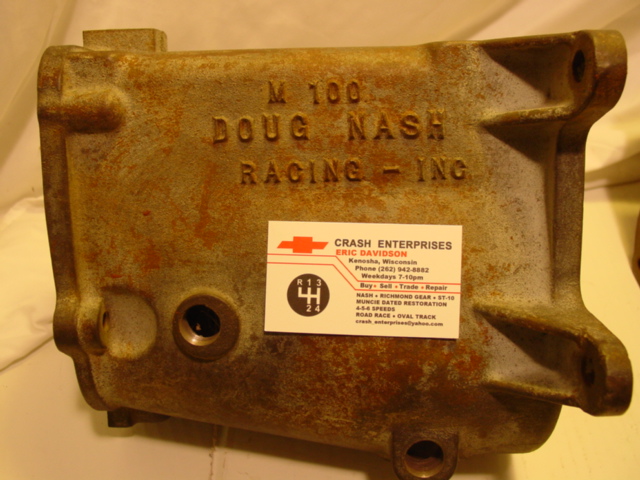 M 100
DOUG NASH
RACING - INC
CRASH ENTERPRISES
ERIC DAVIDSON
Kenosha, Wisconsin
Phone (262) 942-8882
Weekdays 7-10pm
Buy • Sell • Trade • Repair
R 1 3
2 4
NASH • RICHMOND GEAR • ST-10
MUNCIE DATED RESTORATION
4-5-6 SPEEDS
ROAD RACE • OVAL TRACK
crash_enterprises@yahoo.com